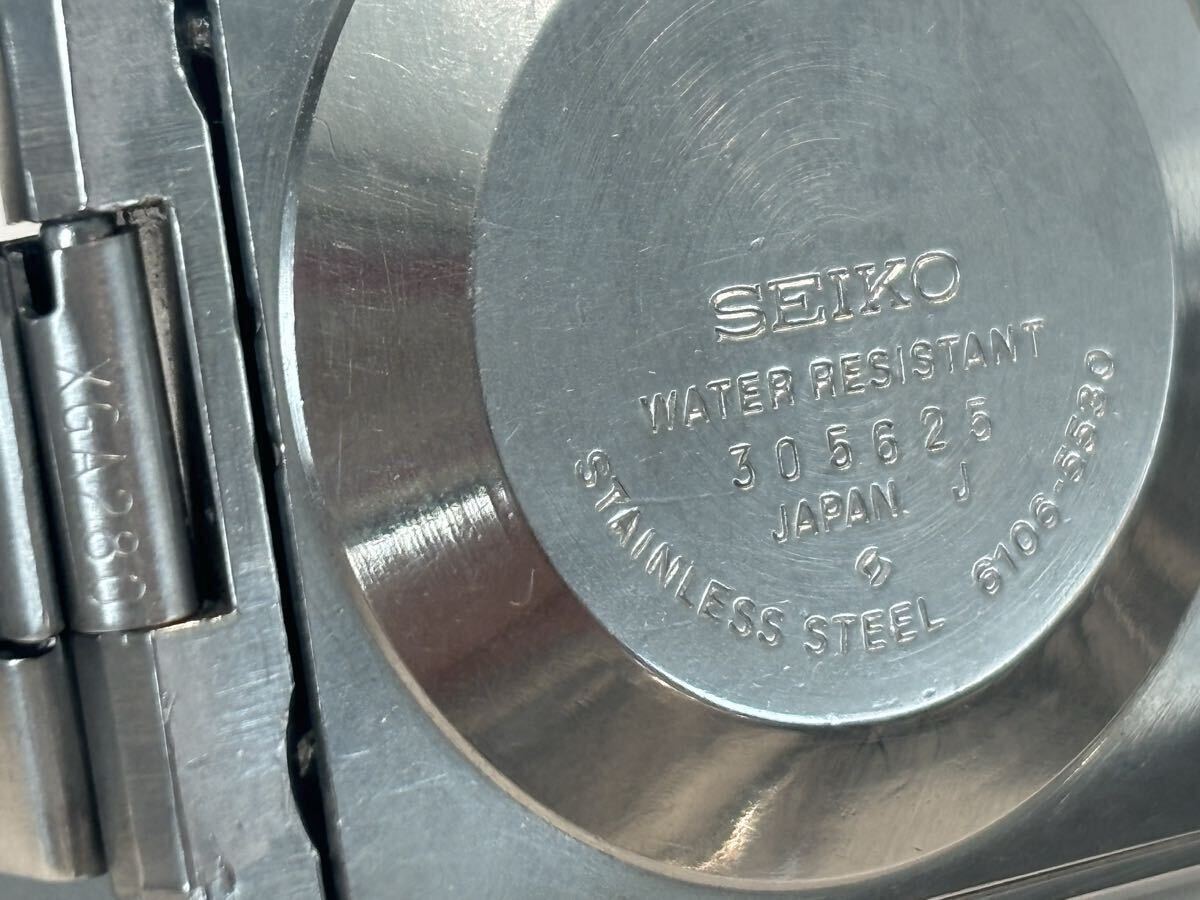 SEIKO
WATER RESISTANT
305625
JAPAN. J
STAINLESS STEEL 6106-5530
XGA280